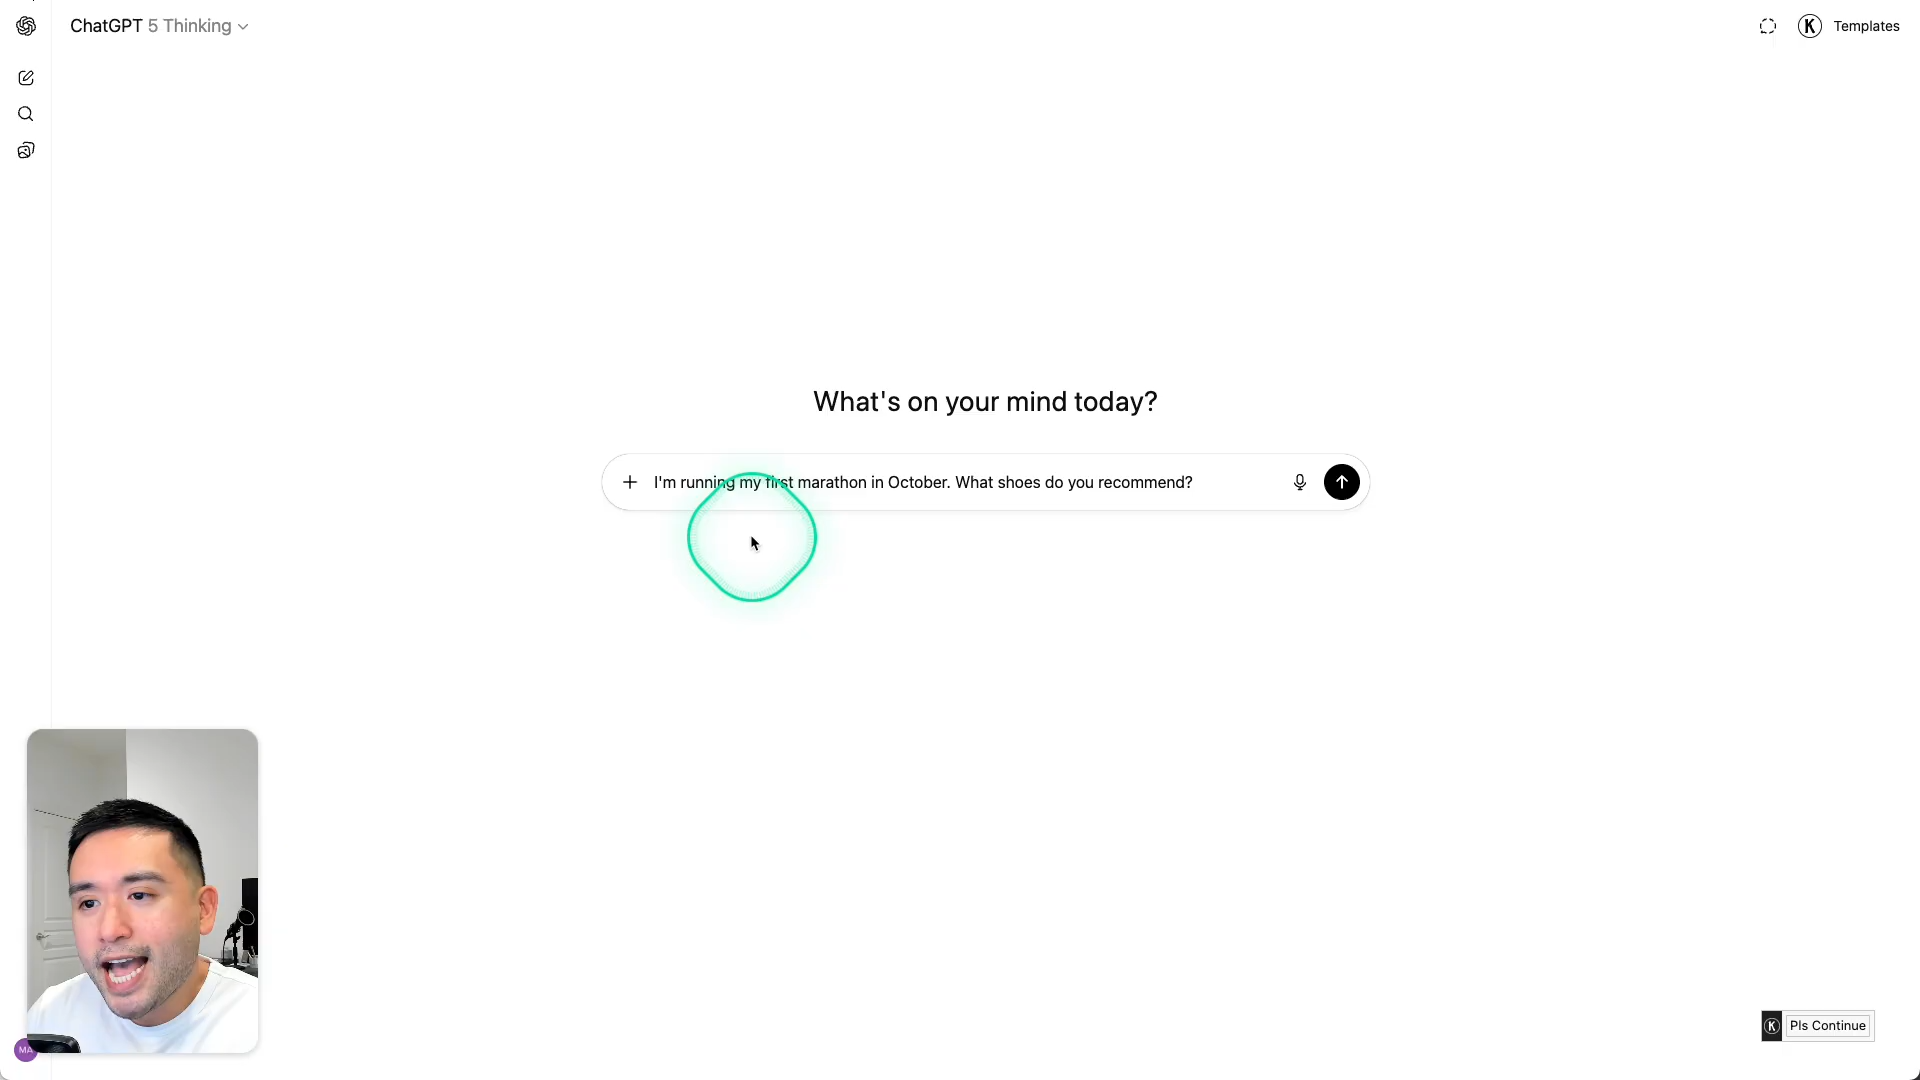 ChatGPT 5 Thinking
K Templates
What's on your mind today?
I'm running my first marathon in October. What shoes do you recommend?
K Pls Continue
MA